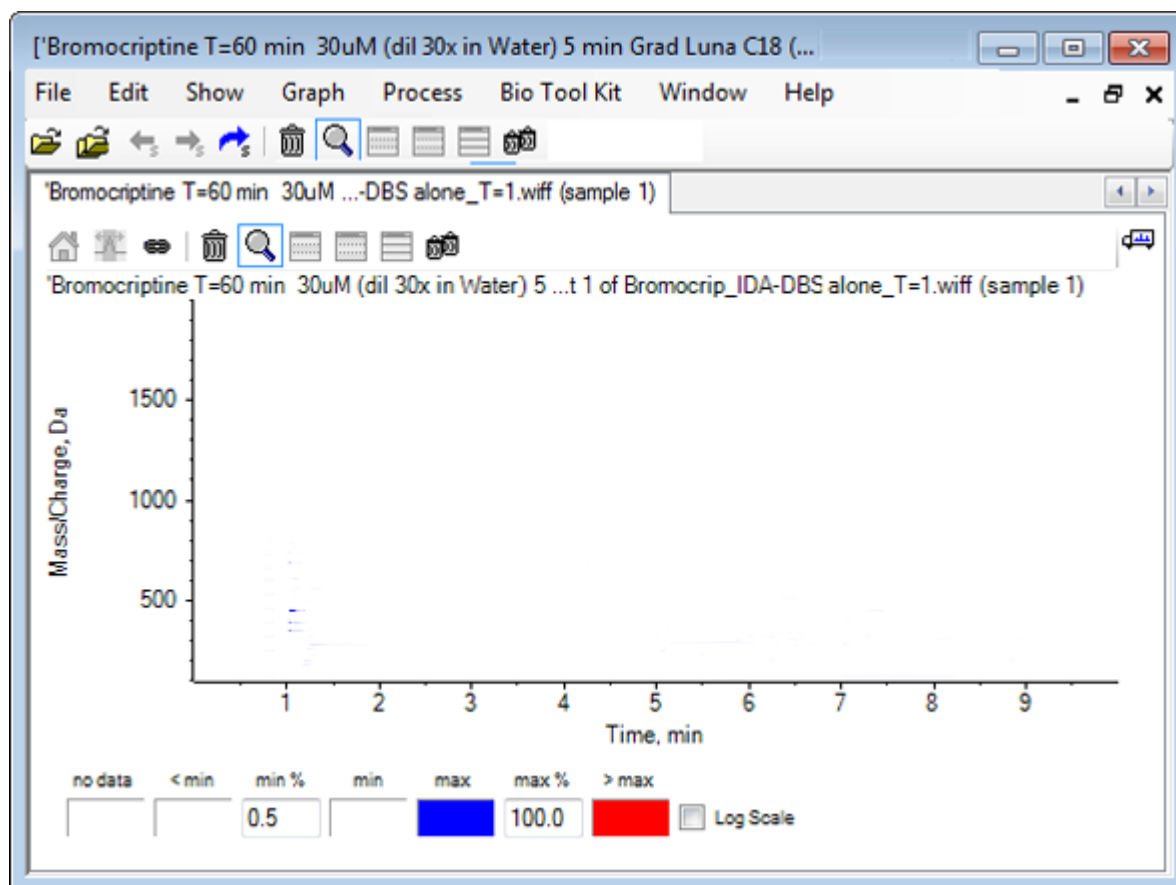 ['Bromocriptine T=60 min 30uM (dil 30x in Water) 5 min Grad Luna C18 (...
File Edit Show Graph Process Bio Tool Kit Window Help
'Bromocriptine T=60 min 30uM ...-DBS alone_T=1.wiff (sample 1)
'Bromocriptine T=60 min 30uM (dil 30x in Water) 5 ...t 1 of Bromocrip_IDA-DBS alone_T=1.wiff (sample 1)
Mass/Charge, Da
1500
1000
500
1 2 3 4 5 6 7 8 9
Time, min
no data < min min % min max max % > max
0.5 100.0 Log Scale